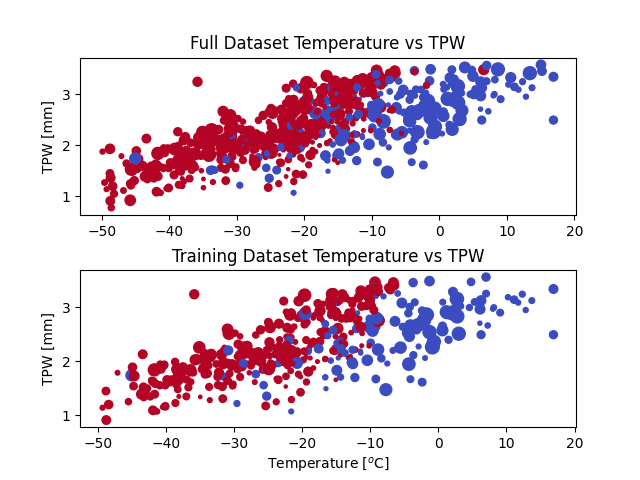 Full Dataset Temperature vs TPW
TPW [mm]
3
2
1
−50 −40 −30 −20 −10 0 10 20
Training Dataset Temperature vs TPW
TPW [mm]
3
2
1
−50 −40 −30 −20 −10 0 10 20
Temperature [°C]